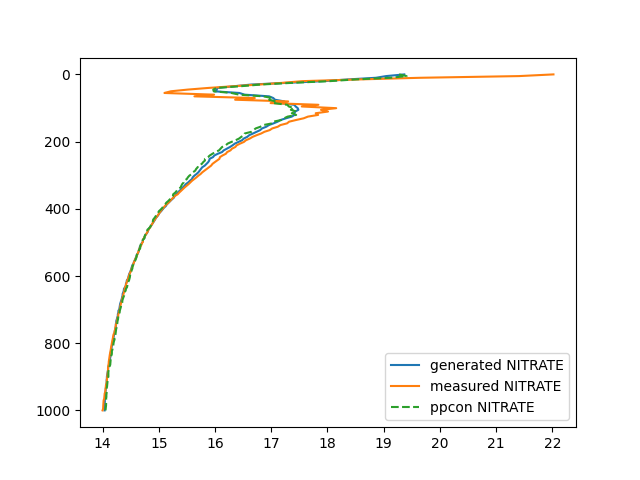 0
200
400
600
800
1000
14 15 16 17 18 19 20 21 22
generated NITRATE
measured NITRATE
ppcon NITRATE